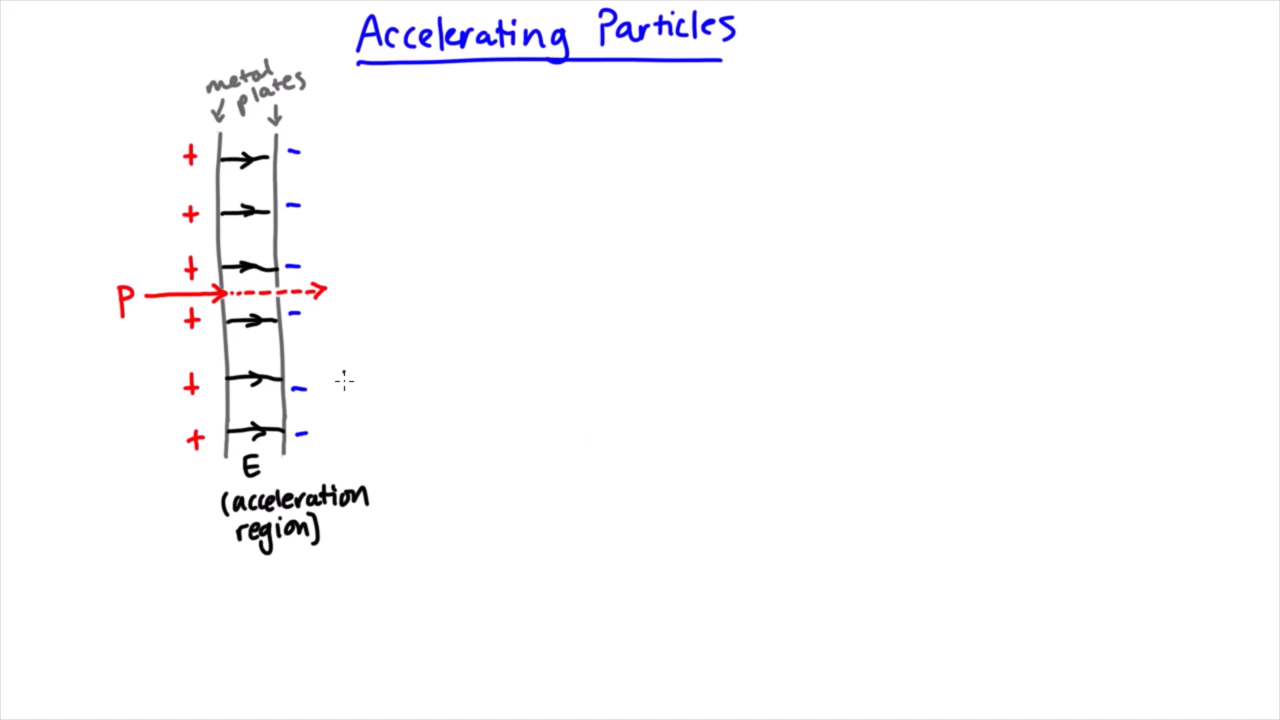 Accelerating Particles
metal
plates
+ -
+ -
+ -
P
+ -
+ -
+ -
E
(acceleration
region]